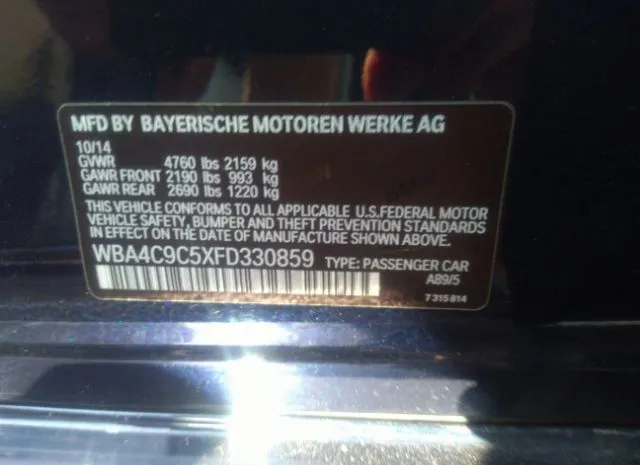 MFD BY BAYERISCHE MOTOREN WERKE AG
10/14
GVWR 4760 lbs 2159 kg
GAWR FRONT 2190 lbs 993 kg
GAWR REAR 2690 lbs 1220 kg
THIS VEHICLE CONFORMS TO ALL APPLICABLE U.S.FEDERAL MOTOR
VEHICLE SAFETY, BUMPER AND THEFT PREVENTION STANDARDS
IN EFFECT ON THE DATE OF MANUFACTURE SHOWN ABOVE.
WBA4C9C5XFD330859 TYPE: PASSENGER CAR
A89/5
7 315 814